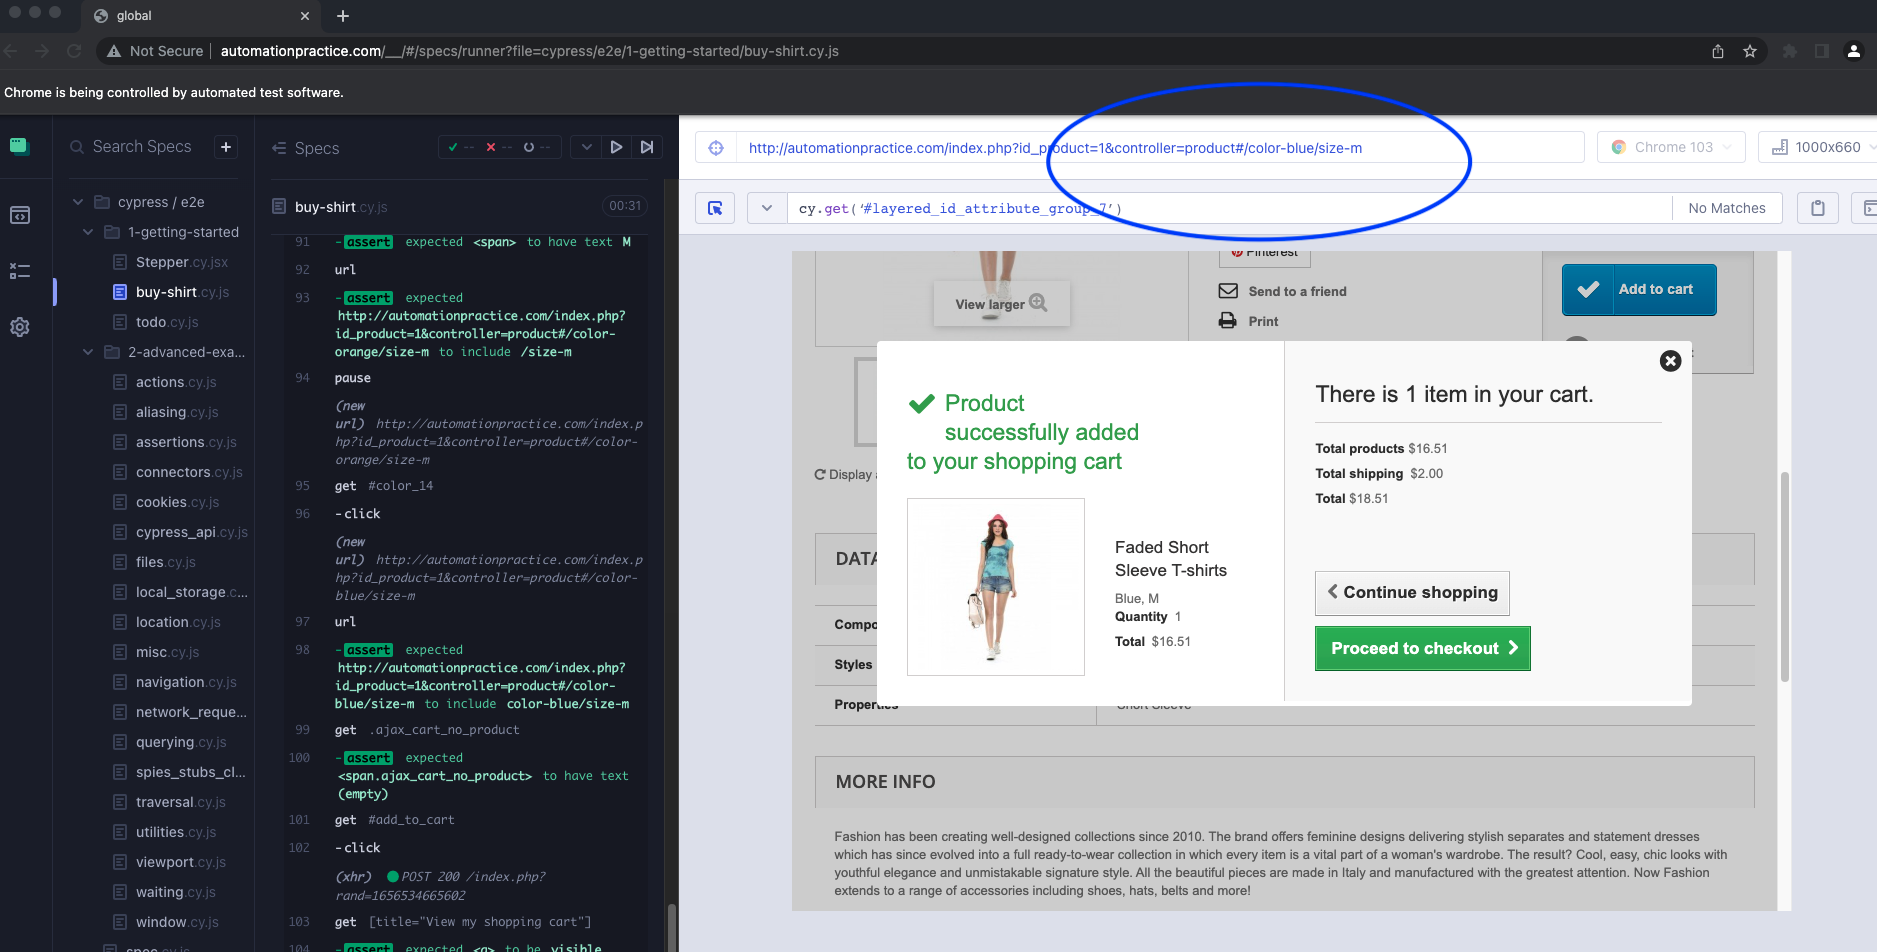 global
Not Secure
automationpractice.com/__/#/specs/runner?file=cypress/e2e/1-getting-started/buy-shirt.cy.js
Chrome is being controlled by automated test software.
Search Specs
+
cypress / e2e
1-getting-started
Stepper.cy.jsx
buy-shirt.cy.js
todo.cy.js
2-advanced-exa...
actions.cy.js
aliasing.cy.js
assertions.cy.js
connectors.cy.js
cookies.cy.js
cypress_api.cy.js
files.cy.js
local_storage.c...
location.cy.js
misc.cy.js
navigation.cy.js
network_reque...
querying.cy.js
spies_stubs_cl...
traversal.cy.js
utilities.cy.js
viewport.cy.js
waiting.cy.js
window.cy.js
spec.cy.js
Specs
-- -- --
buy-shirt.cy.js
00:31
91 -assert expected <span> to have text M
92 url
93 -assert expected
http://automationpractice.com/index.php?
id_product=1&controller=product#/color-
orange/size-m to include /size-m
94 pause
(new
url) http://automationpractice.com/index.p
hp?id_product=1&controller=product#/color-
orange/size-m
95 get #color_14
96 -click
(new
url) http://automationpractice.com/index.p
hp?id_product=1&controller=product#/color-
blue/size-m
97 url
98 -assert expected
http://automationpractice.com/index.php?
id_product=1&controller=product#/color-
blue/size-m to include color-blue/size-m
99 get .ajax_cart_no_product
100 -assert expected
<span.ajax_cart_no_product> to have text
(empty)
101 get #add_to_cart
102 -click
(xhr) POST 200 /index.php?
rand=1656534665602
103 get [title="View my shopping cart"]
104 -assert expected <a> to be visible
http://automationpractice.com/index.php?id_product=1&controller=product#/color-blue/size-m
Chrome 103
1000x660
cy.get(‘#layered_id_attribute_group_7’)
No Matches
Pinterest
View larger
Send to a friend
Print
Add to cart
Product
successfully added
to your shopping cart
Faded Short
Sleeve T-shirts
Blue, M
Quantity 1
Total $16.51
There is 1 item in your cart.
Total products $16.51
Total shipping $2.00
Total $18.51
Continue shopping
Proceed to checkout
Display
DATA
Compo
Styles
Properties
Short Sleeve
MORE INFO
Fashion has been creating well-designed collections since 2010. The brand offers feminine designs delivering stylish separates and statement dresses
which has since evolved into a full ready-to-wear collection in which every item is a vital part of a woman's wardrobe. The result? Cool, easy, chic looks with
youthful elegance and unmistakable signature style. All the beautiful pieces are made in Italy and manufactured with the greatest attention. Now Fashion
extends to a range of accessories including shoes, hats, belts and more!